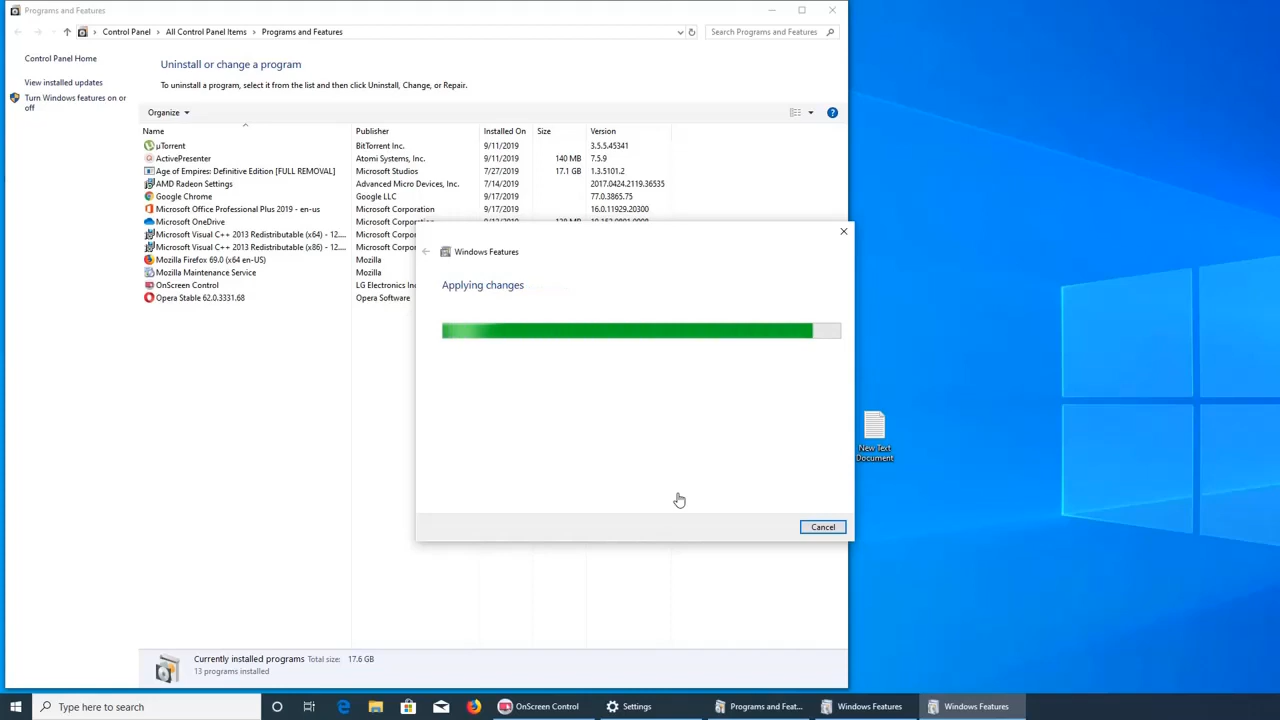 Programs and Features
Control Panel > All Control Panel Items > Programs and Features
Search Programs and Features
Control Panel Home
View installed updates
Turn Windows features on or
off
Uninstall or change a program
To uninstall a program, select it from the list and then click Uninstall, Change, or Repair.
Organize
Name Publisher Installed On Size Version
µTorrent BitTorrent Inc. 9/11/2019 3.5.5.45341
ActivePresenter Atomi Systems, Inc. 9/11/2019 140 MB 7.5.9
Age of Empires: Definitive Edition [FULL REMOVAL] Microsoft Studios 7/27/2019 17.1 GB 1.3.5101.2
AMD Radeon Settings Advanced Micro Devices, Inc. 7/14/2019 2017.0424.2119.36535
Google Chrome Google LLC 9/17/2019 77.0.3865.75
Microsoft Office Professional Plus 2019 - en-us Microsoft Corporation 9/17/2019 16.0.11929.20300
Microsoft OneDrive Microsoft Corporation
Microsoft Visual C++ 2013 Redistributable (x64) - 12.... Microsoft Corpo
Microsoft Visual C++ 2013 Redistributable (x86) - 12.... Microsoft Corpo
Mozilla Firefox 69.0 (x64 en-US) Mozilla
Mozilla Maintenance Service Mozilla
OnScreen Control LG Electronics Inc
Opera Stable 62.0.3331.68 Opera Software
Windows Features
Applying changes
Cancel
New Text
Document
Currently installed programs Total size: 17.6 GB
13 programs installed
Type here to search
OnScreen Control
Settings
Programs and Feat...
Windows Features
Windows Features